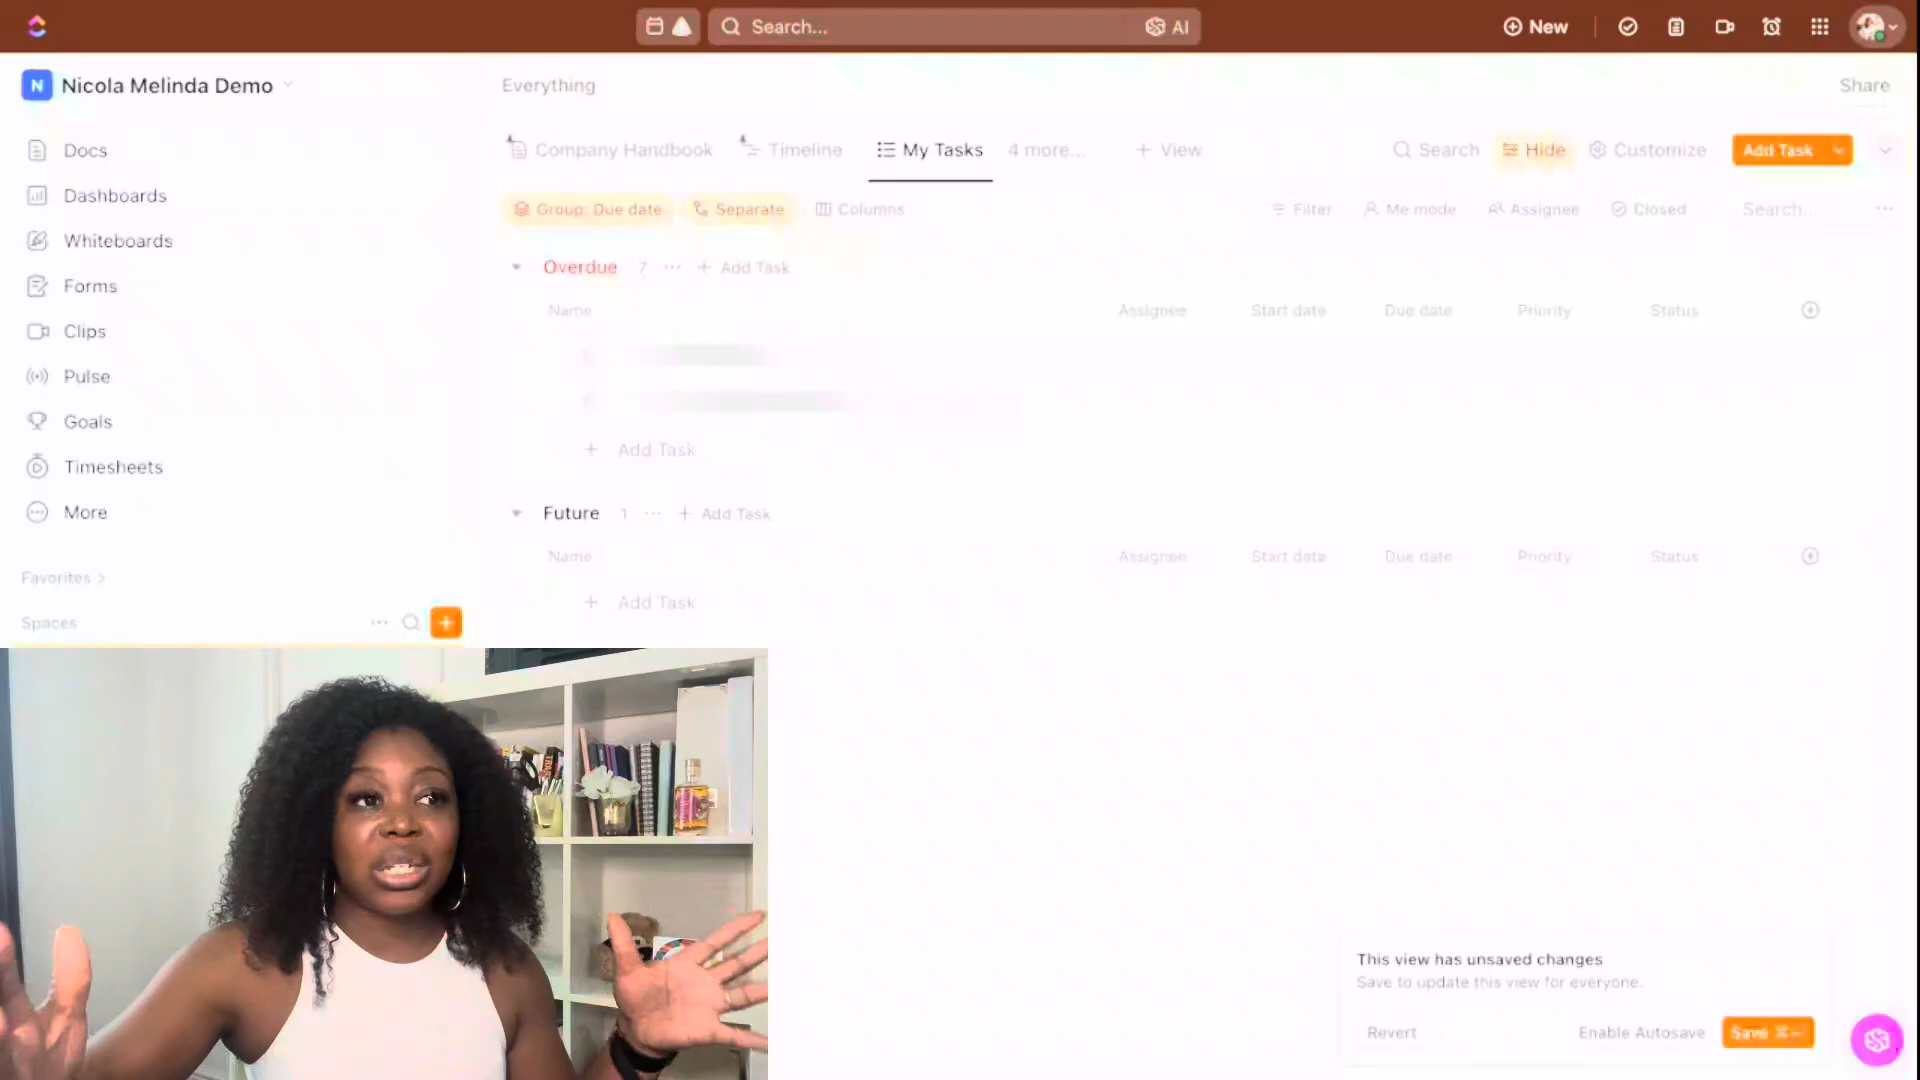 Search...
AI
New
N
Nicola Melinda Demo
Everything
Share
Docs
Dashboards
Whiteboards
Forms
Clips
Pulse
Goals
Timesheets
More
Favorites
Spaces
Company Handbook
Timeline
My Tasks
4 more...
+ View
Search
Hide
Customize
Add Task
Group: Due date
Separate
Columns
Filter
Me mode
Assignee
Closed
Search...
Overdue 7 ... + Add Task
Name Assignee Start date Due date Priority Status
+ Add Task
Future 1 ... + Add Task
Name Assignee Start date Due date Priority Status
+ Add Task
This view has unsaved changes
Save to update this view for everyone.
Revert
Enable Autosave
Save ⌘↵